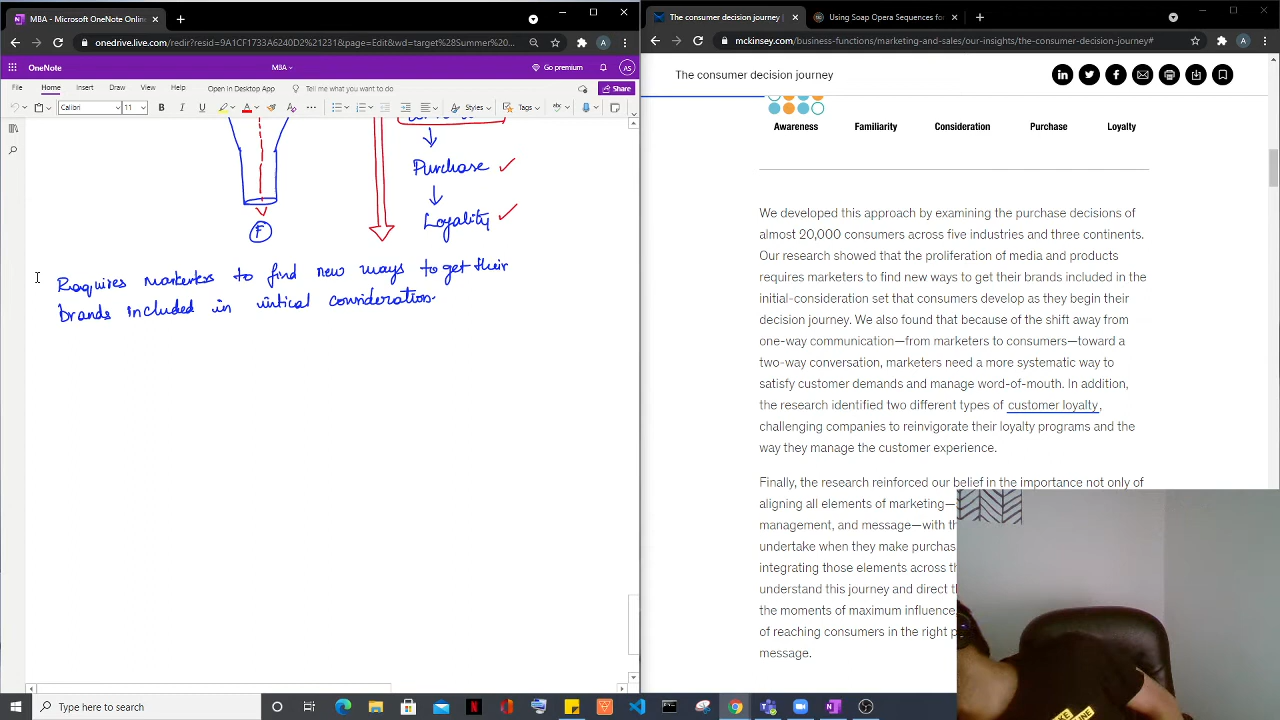 MBA - Microsoft OneNote Online
onedrive.live.com/redir?resid=9A1CF1733A6240D2%21231&page=Edit&wd=target%28Summer%2...
OneNote
MBA
Go premium
AS
File Home Insert Draw View Help Open in Desktop App Tell me what you want to do
Share
Calibri 11 B I U A Styles Tags
Purchase
Loyality
F
Requires marketers to find new ways to get their
brands included in initical consideration.
The consumer decision journey
Using Soap Opera Sequences fo
mckinsey.com/business-functions/marketing-and-sales/our-insights/the-consumer-decision-journey#
The consumer decision journey
Awareness Familiarity Consideration Purchase Loyalty
We developed this approach by examining the purchase decisions of
almost 20,000 consumers across five industries and three continents.
Our research showed that the proliferation of media and products
requires marketers to find new ways to get their brands included in the
initial-consideration set that consumers develop as they begin their
decision journey. We also found that because of the shift away from
one-way communication—from marketers to consumers—toward a
two-way conversation, marketers need a more systematic way to
satisfy customer demands and manage word-of-mouth. In addition,
the research identified two different types of customer loyalty,
challenging companies to reinvigorate their loyalty programs and the
way they manage the customer experience.
Finally, the research reinforced our belief in the importance not only of
aligning all elements of marketing—
management, and message—with th
undertake when they make purchas
integrating those elements across th
understand this journey and direct th
the moments of maximum influence,
of reaching consumers in the right p
message.
Type here to search